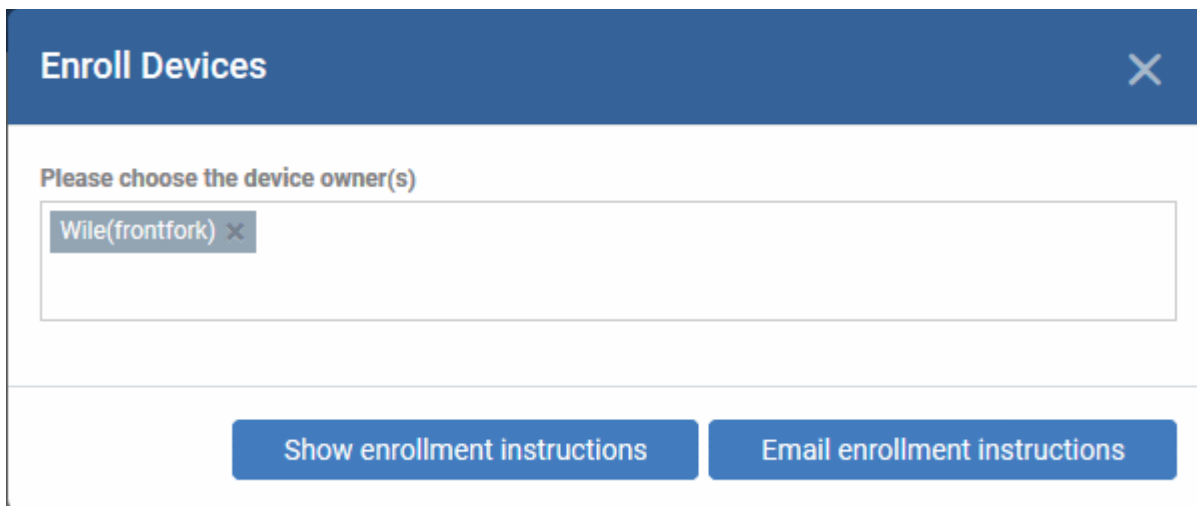 Enroll Devices
Please choose the device owner(s)
Wile(frontfork)
Show enrollment instructions Email enrollment instructions